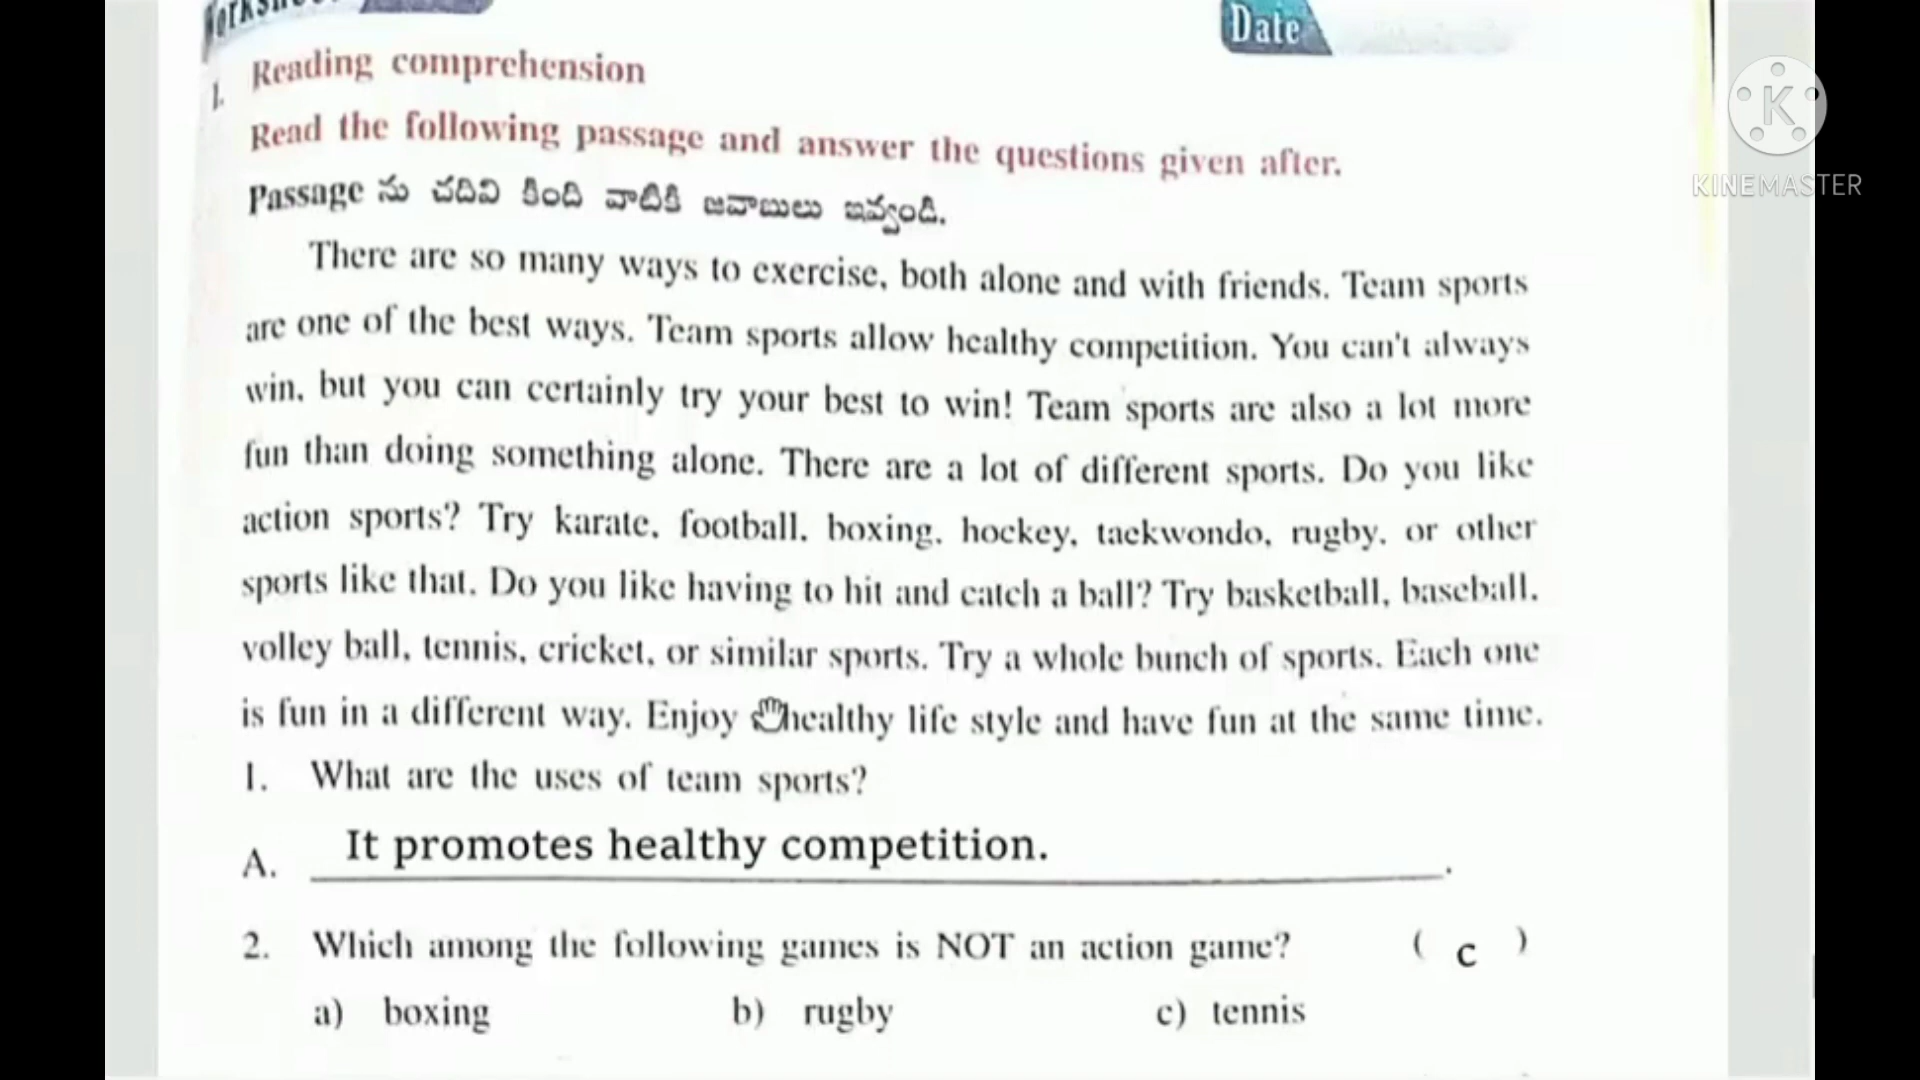 Date
1. Reading comprehension
Read the following passage and answer the questions given after.
Passage ను చదివి కింది వాటికి జవాబులు ఇవ్వండి.
KINEMASTER
There are so many ways to exercise, both alone and with friends. Team sports
are one of the best ways. Team sports allow healthy competition. You can't always
win, but you can certainly try your best to win! Team sports are also a lot more
fun than doing something alone. There are a lot of different sports. Do you like
action sports? Try karate, football, boxing, hockey, taekwondo, rugby, or other
sports like that. Do you like having to hit and catch a ball? Try basketball, baseball,
volley ball, tennis, cricket, or similar sports. Try a whole bunch of sports. Each one
is fun in a different way. Enjoy healthy life style and have fun at the same time.
1. What are the uses of team sports?
A. It promotes healthy competition.
2. Which among the following games is NOT an action game? ( c )
a) boxing b) rugby c) tennis